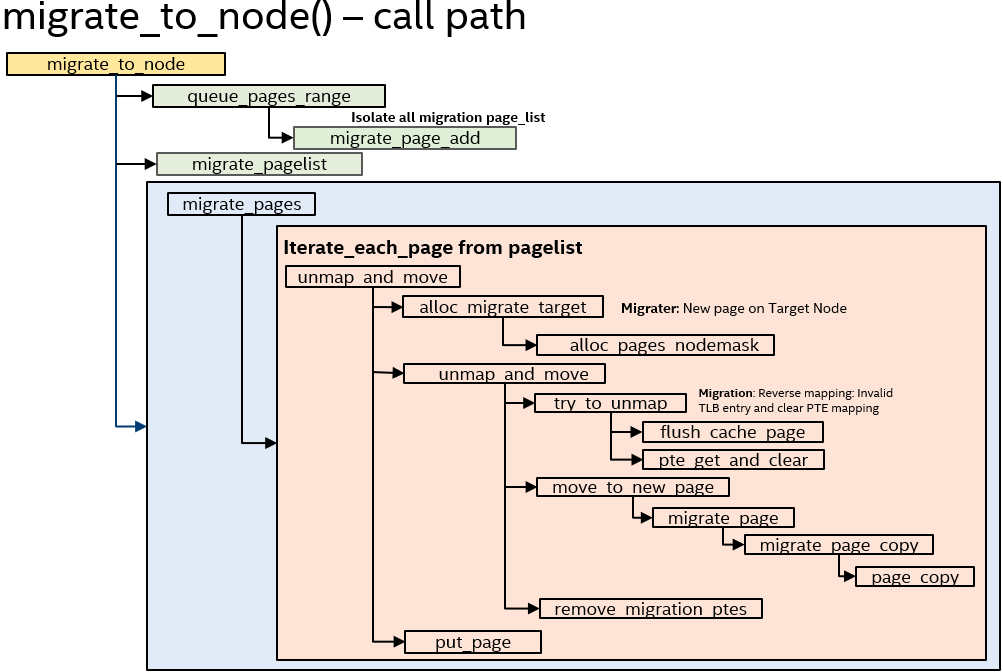 migrate_to_node() – call path
migrate_to_node
queue_pages_range
Isolate all migration page_list
migrate_page_add
migrate_pagelist
migrate_pages
Iterate_each_page from pagelist
unmap_and_move
alloc_migrate_target
Migrater: New page on Target Node
alloc_pages_nodemask
unmap_and_move
try_to_unmap
Migration: Reverse mapping: Invalid
TLB entry and clear PTE mapping
flush_cache_page
pte_get_and_clear
move_to_new_page
migrate_page
migrate_page_copy
page_copy
remove_migration_ptes
put_page